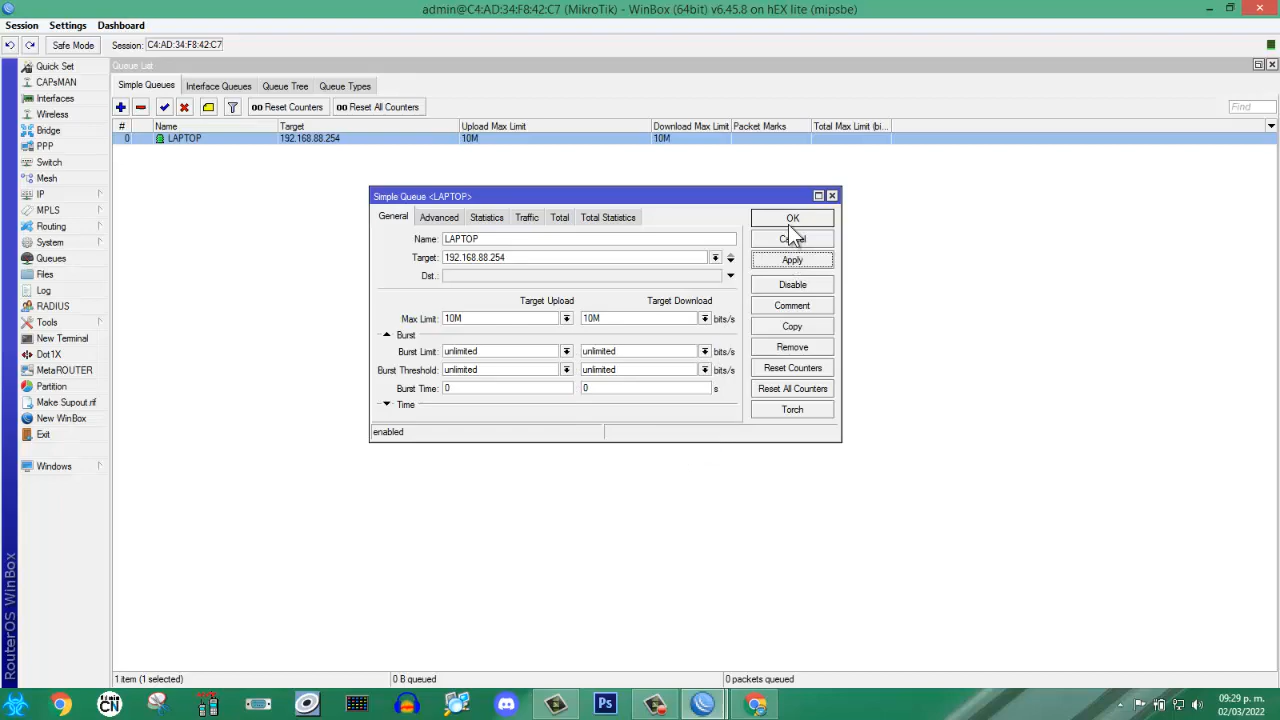 admin@C4:AD:34:F8:42:C7 (MikroTik) - WinBox (64bit) v6.45.8 on hEX lite (mipsbe)
Session Settings Dashboard
Safe Mode Session: C4:AD:34:F8:42:C7
Quick Set
CAPsMAN
Interfaces
Wireless
Bridge
PPP
Switch
Mesh
IP
MPLS
Routing
System
Queues
Files
Log
RADIUS
Tools
New Terminal
Dot1X
MetaROUTER
Partition
Make Supout.rif
New WinBox
Exit
Windows
RouterOS WinBox
Queue List
Simple Queues Interface Queues Queue Tree Queue Types
00 Reset Counters 00 Reset All Counters Find
# Name Target Upload Max Limit Download Max Limit Packet Marks Total Max Limit (bi...
0 LAPTOP 192.168.88.254 10M 10M
Simple Queue <LAPTOP>
General Advanced Statistics Traffic Total Total Statistics
Name: LAPTOP
Target: 192.168.88.254
Dst.:
Target Upload Target Download
Max Limit: 10M 10M bits/s
Burst
Burst Limit: unlimited unlimited bits/s
Burst Threshold: unlimited unlimited bits/s
Burst Time: 0 0 s
Time
enabled
OK
Cancel
Apply
Disable
Comment
Copy
Remove
Reset Counters
Reset All Counters
Torch
1 item (1 selected) 0 B queued 0 packets queued
CN
Ps
09:29 p. m.
02/03/2022